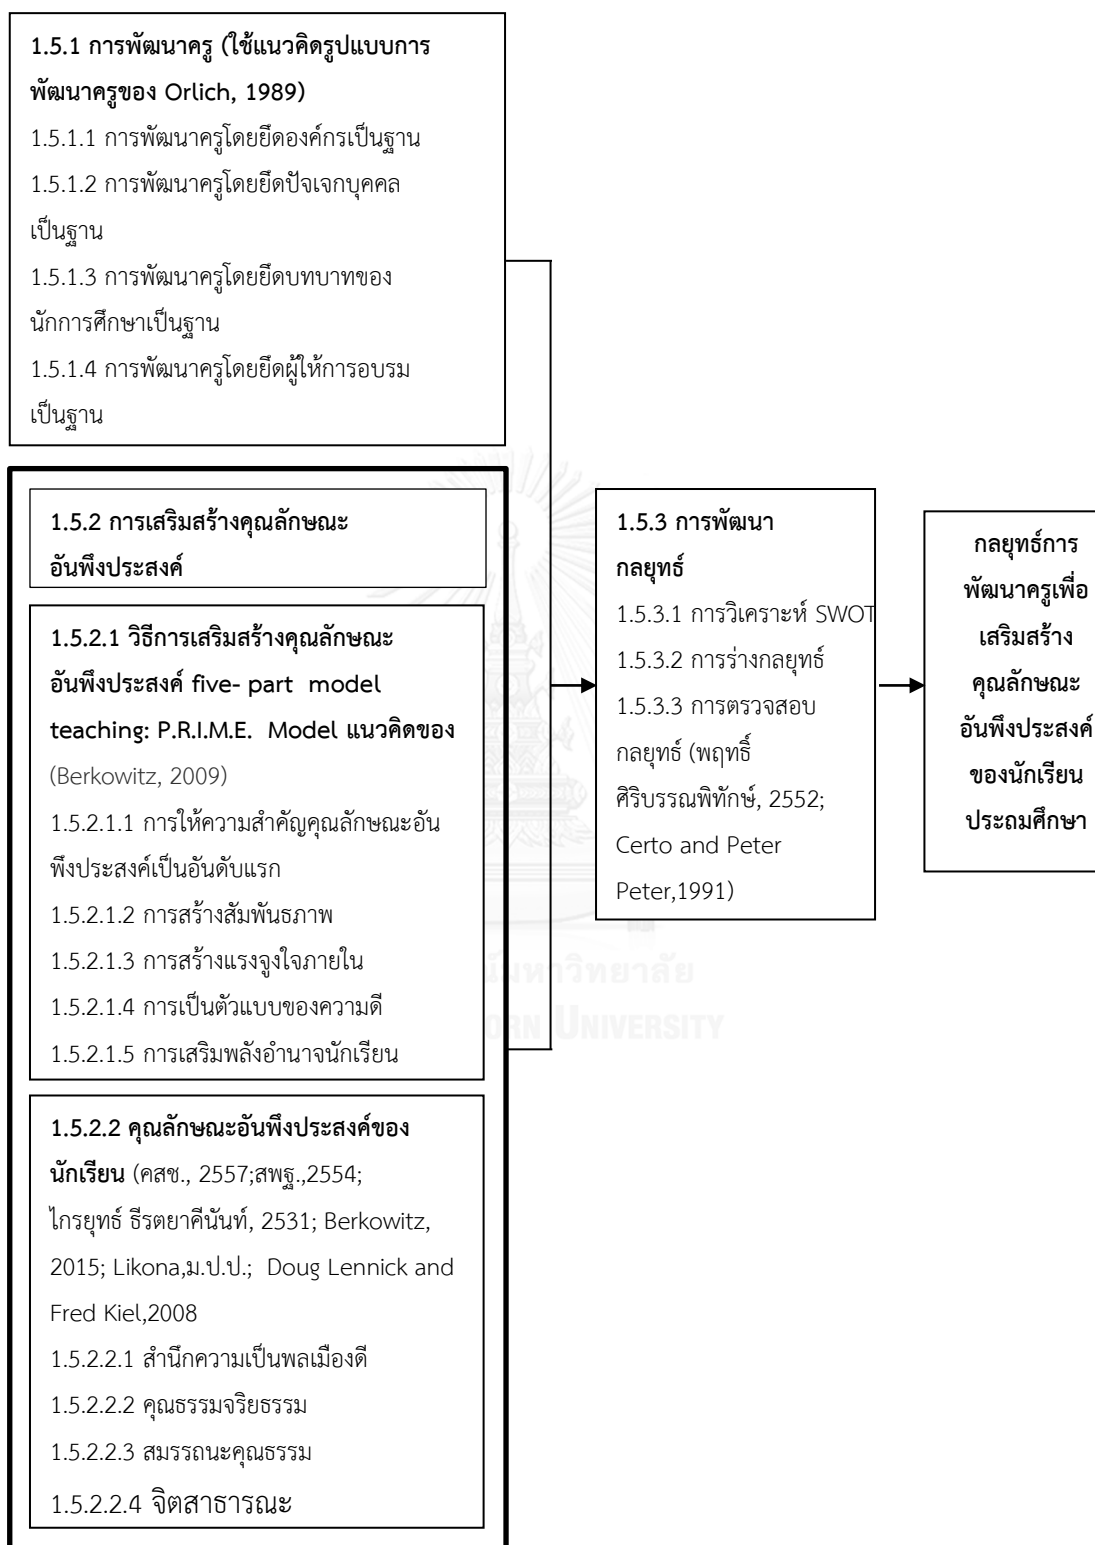 1.5.1 การพัฒนาครู (ใช้แนวคิดรูปแบบการ
พัฒนาครูของ Orlich, 1989)
1.5.1.1 การพัฒนาครูโดยยึดองค์กรเป็นฐาน
1.5.1.2 การพัฒนาครูโดยยึดปัจเจกบุคคล
เป็นฐาน
1.5.1.3 การพัฒนาครูโดยยึดบทบาทของ
นักการศึกษาเป็นฐาน
1.5.1.4 การพัฒนาครูโดยยึดผู้ให้การอบรม
เป็นฐาน
1.5.2 การเสริมสร้างคุณลักษณะ
อันพึงประสงค์
1.5.2.1 วิธีการเสริมสร้างคุณลักษณะ
อันพึงประสงค์ five- part model
teaching: P.R.I.M.E. Model แนวคิดของ
(Berkowitz, 2009)
1.5.2.1.1 การให้ความสำคัญคุณลักษณะอัน
พึงประสงค์เป็นอันดับแรก
1.5.2.1.2 การสร้างสัมพันธภาพ
1.5.2.1.3 การสร้างแรงจูงใจภายใน
1.5.2.1.4 การเป็นตัวแบบของความดี
1.5.2.1.5 การเสริมพลังอำนาจนักเรียน
1.5.2.2 คุณลักษณะอันพึงประสงค์ของ
นักเรียน (คสช., 2557;สพฐ.,2554;
ไกรยุทธ์ ธีรตยาคีนันท์, 2531; Berkowitz,
2015; Likona,ม.ป.ป.; Doug Lennick and
Fred Kiel,2008
1.5.2.2.1 สำนึกความเป็นพลเมืองดี
1.5.2.2.2 คุณธรรมจริยธรรม
1.5.2.2.3 สมรรถนะคุณธรรม
1.5.2.2.4 จิตสาธารณะ
1.5.3 การพัฒนา
กลยุทธ์
1.5.3.1 การวิเคราะห์ SWOT
1.5.3.2 การร่างกลยุทธ์
1.5.3.3 การตรวจสอบ
กลยุทธ์ (พฤทธิ์
ศิริบรรณพิทักษ์, 2552;
Certo and Peter
Peter,1991)
กลยุทธ์การ
พัฒนาครูเพื่อ
เสริมสร้าง
คุณลักษณะ
อันพึงประสงค์
ของนักเรียน
ประถมศึกษา
มหาวิทยาลัย
UNIVERSITY